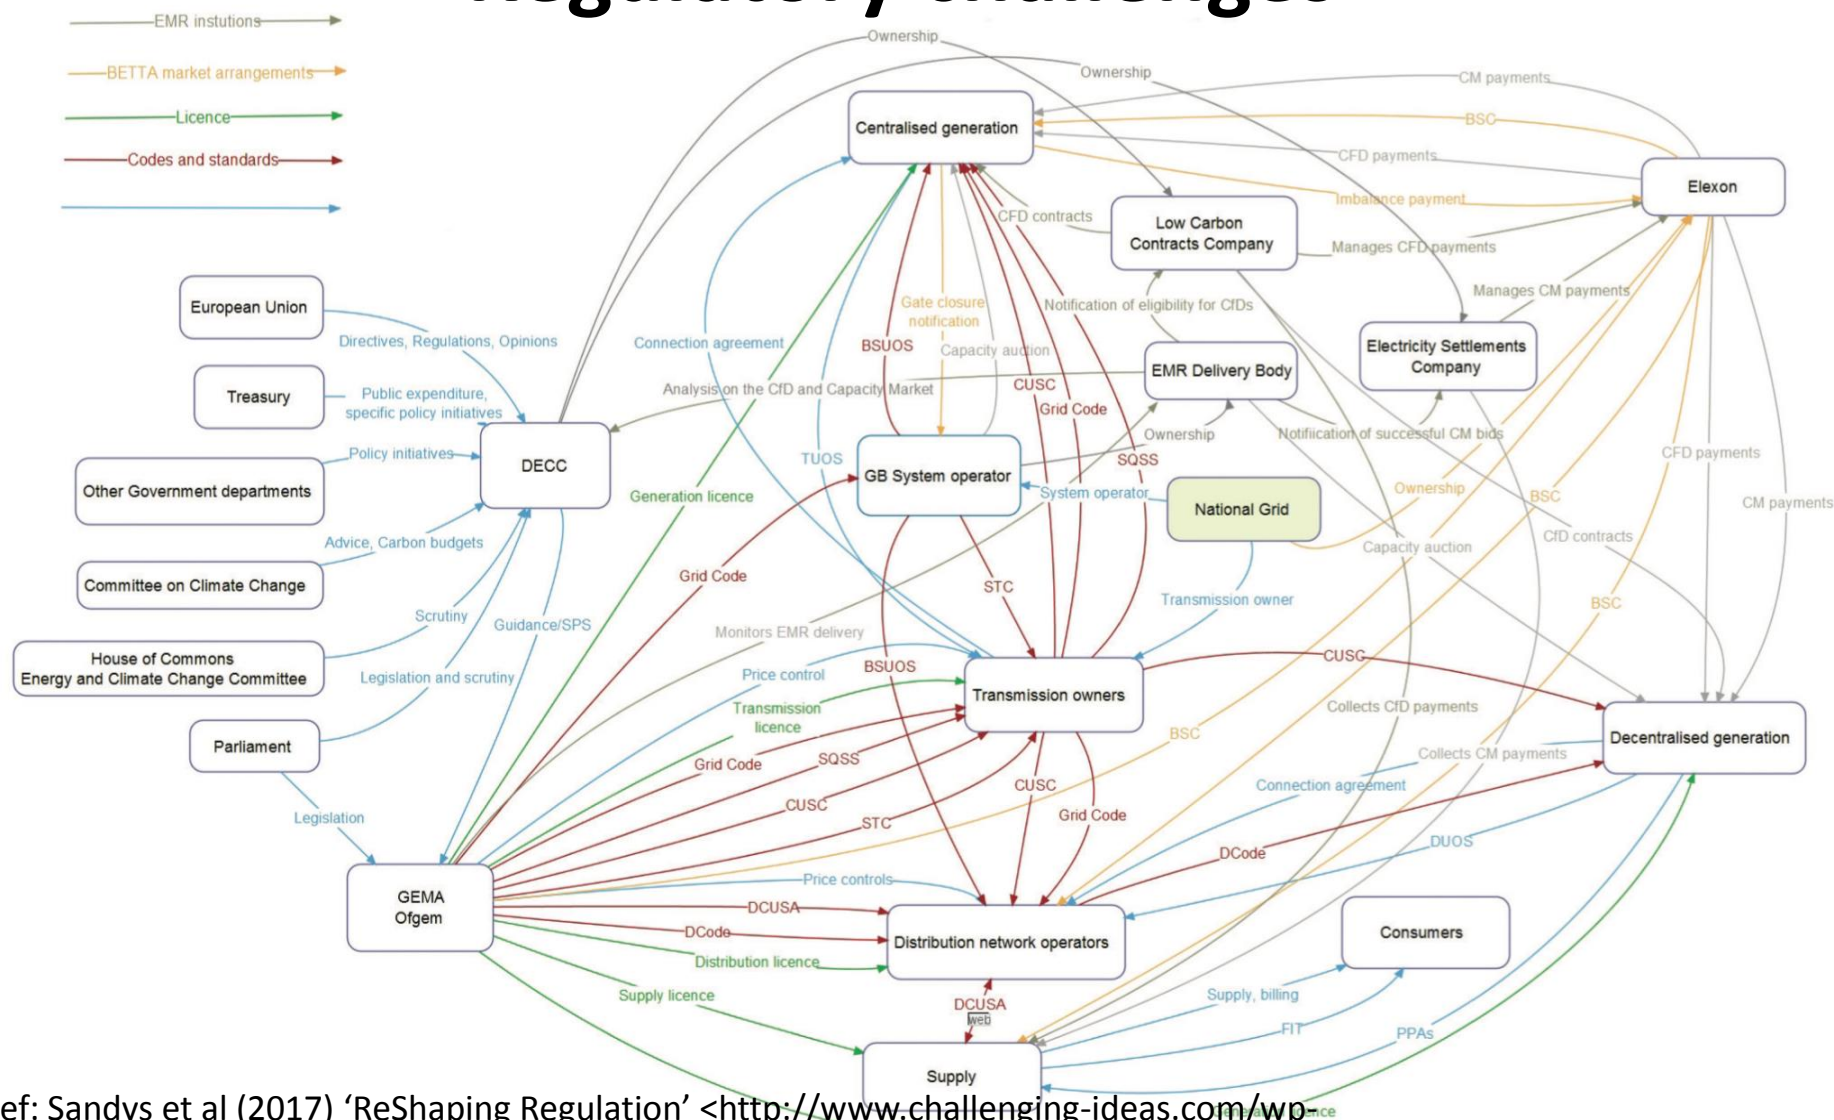 Regulatory challenges
EMR instutions
BETTA market arrangements
Licence
Codes and standards
Ownership
Ownership
CM payments
Centralised generation
BSC
CFD payments
Elexon
Imbalance payment
CFD contracts
Low Carbon
Contracts Company
Manages CFD payments
European Union
Manages CM payments
Gate closure
notification
Notification of eligibility for CfDs
Directives, Regulations, Opinions
Connection agreement
BSUOS
Capacity auction
Electricity Settlements
Company
EMR Delivery Body
Treasury
Public expenditure,
specific policy initiatives
Analysis on the CfD and Capacity Market
CUSC
Grid Code
Ownership
Notifiication of successful CM bids
Policy initiatives
DECC
TUOS
SQSS
CFD payments
Other Government departments
GB System operator
System operator
Ownership
BSC
CM payments
Generation licence
National Grid
Advice, Carbon budgets
CfD contracts
Capacity auction
Committee on Climate Change
Grid Code
STC
Transmission owner
BSC
Scrutiny
Guidance/SPS
Monitors EMR delivery
House of Commons
Energy and Climate Change Committee
Legislation and scrutiny
Price control
BSUOS
CUSC
Transmission owners
Transmission
licence
Collects CfD payments
Parliament
BSC
Decentralised generation
Grid Code
SQSS
Collects CM payments
CUSC
Connection agreement
CUSC
Grid Code
Legislation
STC
DUOS
DCode
Price controls
GEMA
Ofgem
DCUSA
DCode
Distribution network operators
Consumers
Distribution licence
Supply licence
DCUSA
web
Supply, billing
FIT
PPAs
Supply
Generation licence
ef: Sandys et al (2017) ‘ReShaping Regulation’ <http://www.challenging-ideas.com/wp-